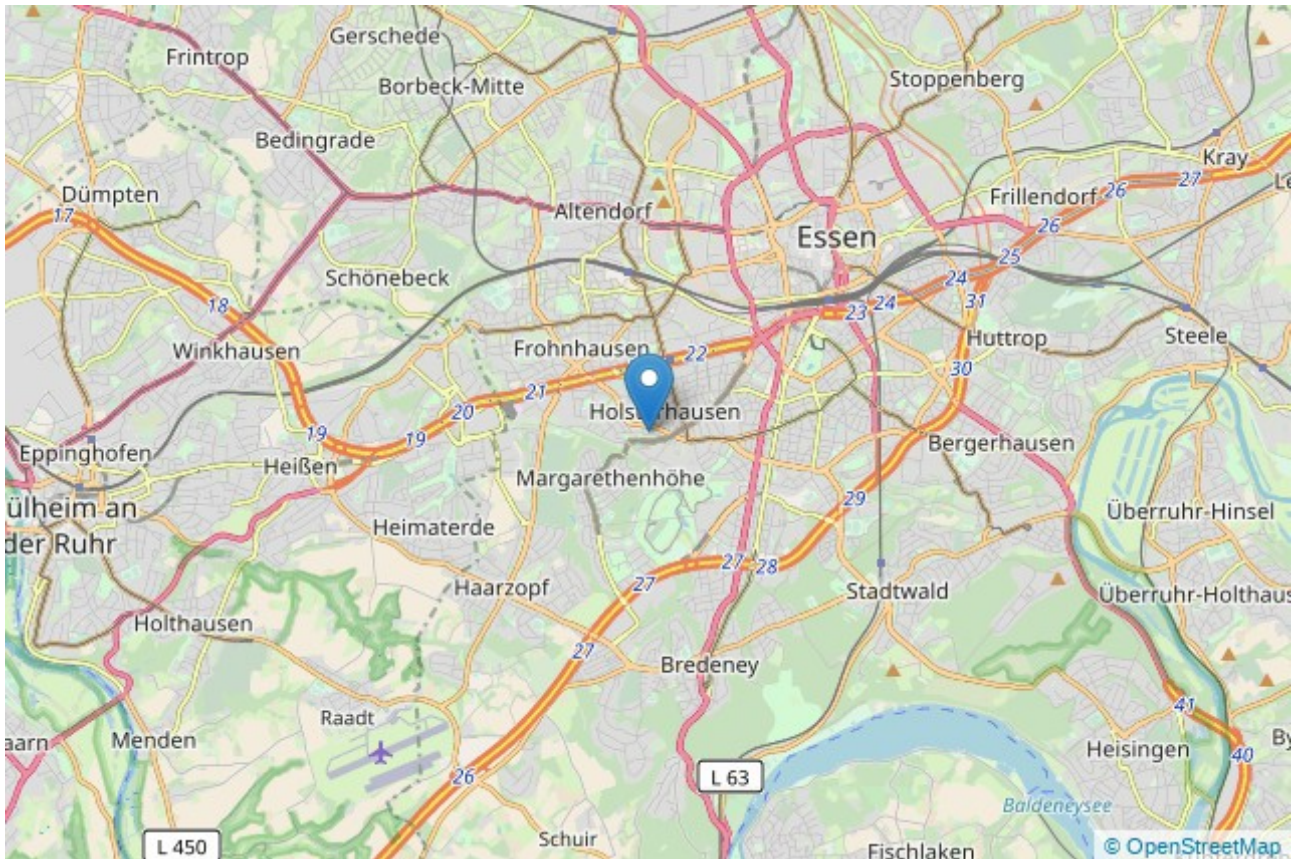 Gerschede
Frintrop
Borbeck-Mitte
Stoppenberg
Bedingrade
Kray
Le
Dümpten
26
27
Frillendorf
17
Altendorf
26
Essen
25
Schönebeck
24
24
31
18
23
Huttrop
Steele
Winkhausen
Frohnhausen
22
30
21
20
Holsterhausen
19
19
Bergerhausen
Eppinghofen
Heißen
Margarethenhöhe
29
ülheim an
der Ruhr
Heimaterde
Überruhr-Hinsel
27
28
27
Haarzopf
Stadtwald
Überruhr-Holthaus
Holthausen
27
Bredeney
41
Raadt
aarn
Menden
Heisingen
By
40
26
L 63
Baldeneysee
Schuir
L 450
Fischlaken
© OpenStreetMap